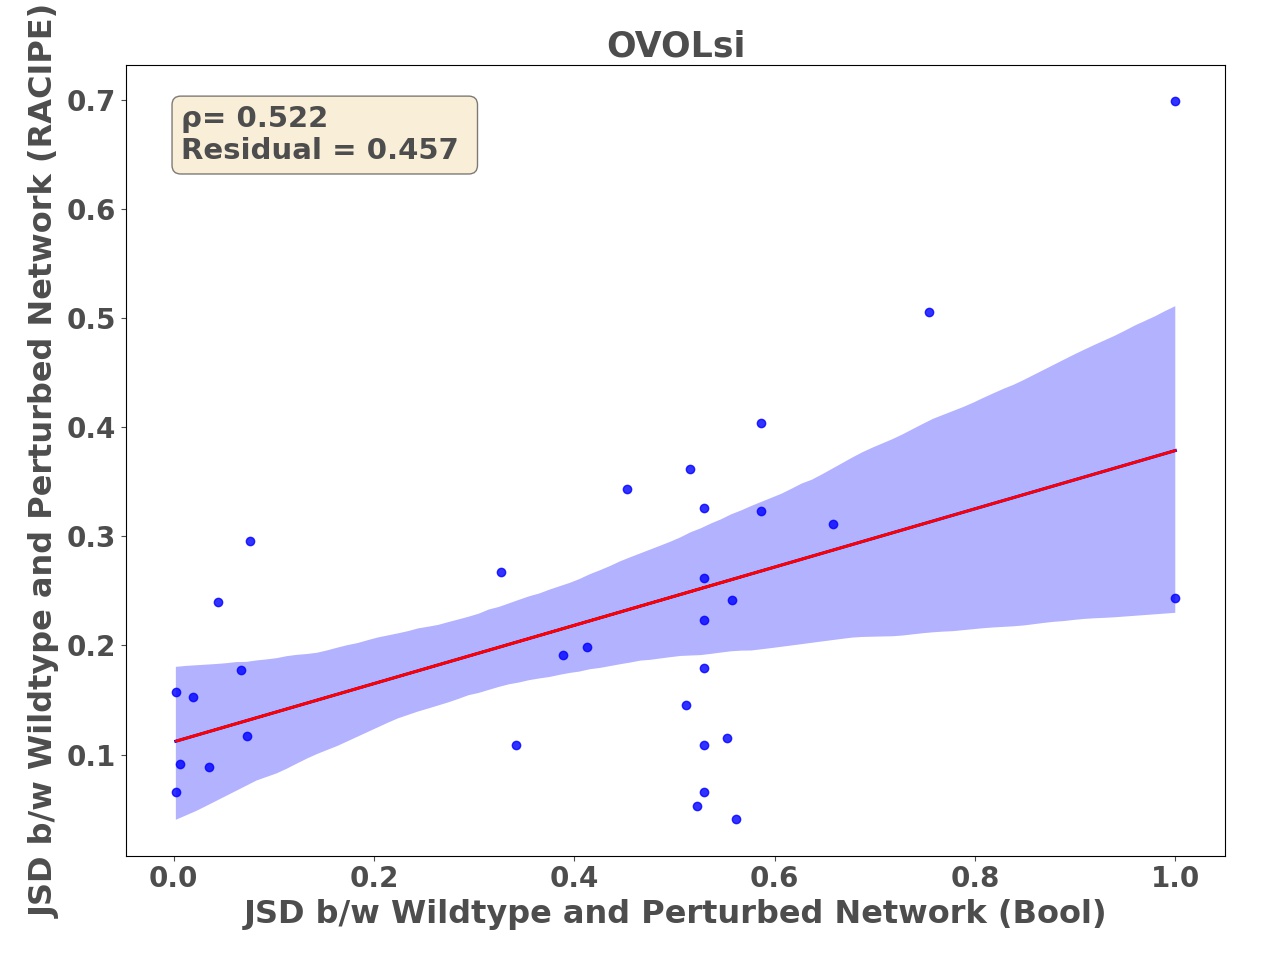 OVOLsi
ρ= 0.522
Residual = 0.457
JSD b/w Wildtype and Perturbed Network (RACIPE)
0.7
0.6
0.5
0.4
0.3
0.2
0.1
0.0 0.2 0.4 0.6 0.8 1.0
JSD b/w Wildtype and Perturbed Network (Bool)